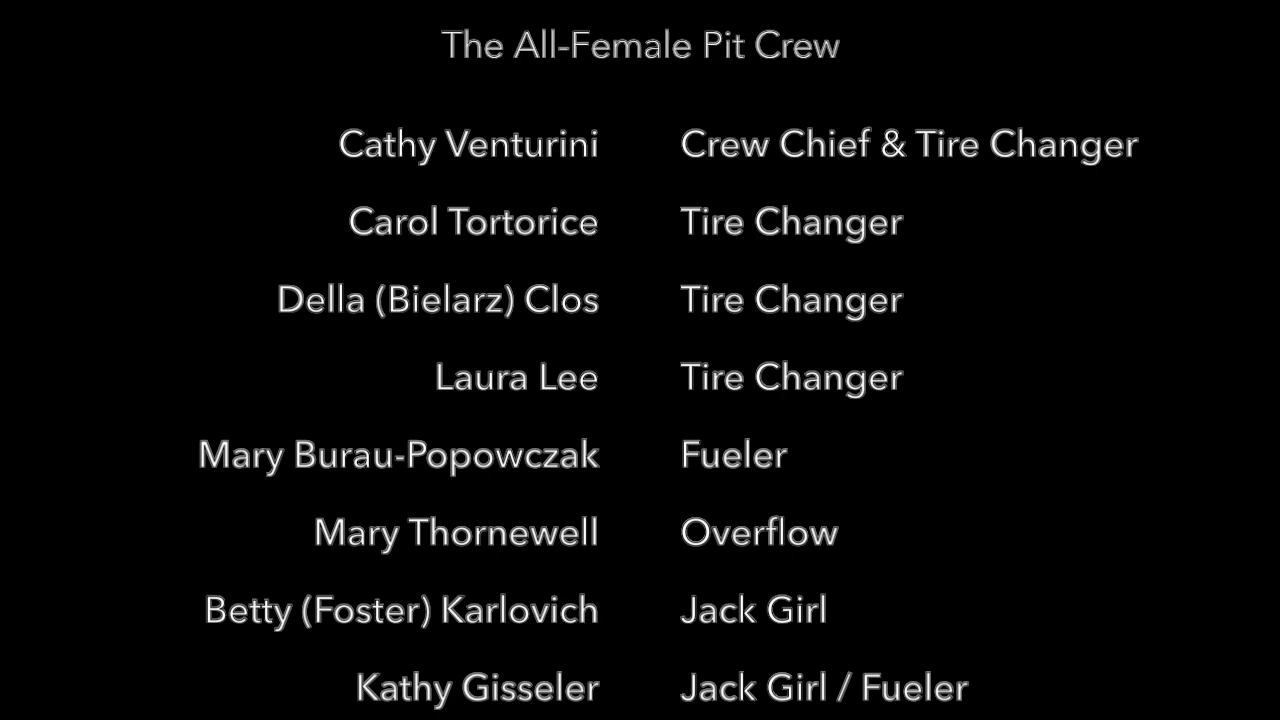 The All-Female Pit Crew
Cathy Venturini Crew Chief & Tire Changer
Carol Tortorice Tire Changer
Della (Bielarz) Clos Tire Changer
Laura Lee Tire Changer
Mary Burau-Popowczak Fueler
Mary Thornewell Overflow
Betty (Foster) Karlovich Jack Girl
Kathy Gisseler Jack Girl / Fueler